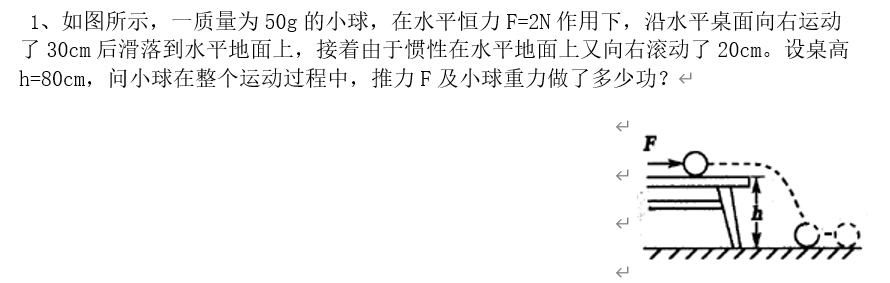 1、如图所示，一质量为 50g 的小球，在水平恒力 F=2N 作用下，沿水平桌面向右运动
了 30cm 后滑落到水平地面上，接着由于惯性在水平地面上又向右滚动了 20cm。设桌高
h=80cm，问小球在整个运动过程中，推力 F 及小球重力做了多少功？
F
h